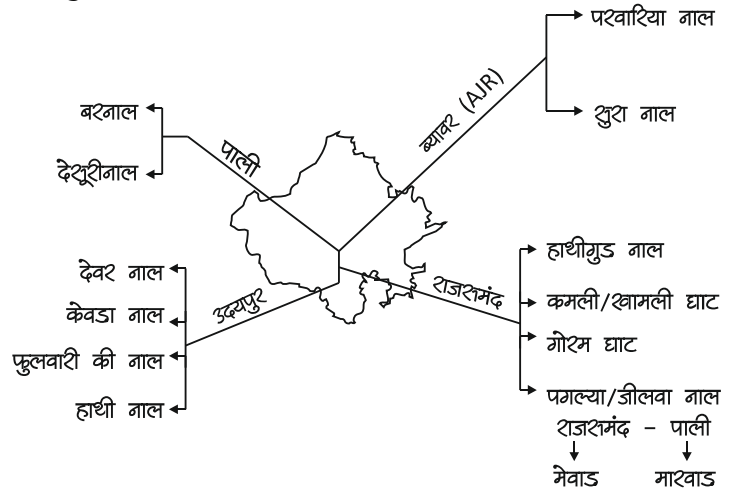 परवारिया नाल
ब्यावर (AJR)
सुरा नाल
बरनाल
पाली
देसूरीनाल
देवर नाल
केवडा नाल
उदयपुर
फुलवारी की नाल
हाथी नाल
राजसमंद
हाथीगुड नाल
कमली/खामली घाट
गोरम घाट
पगल्या/जीलवा नाल
राजसमंद - पाली
मेवाड मारवाड